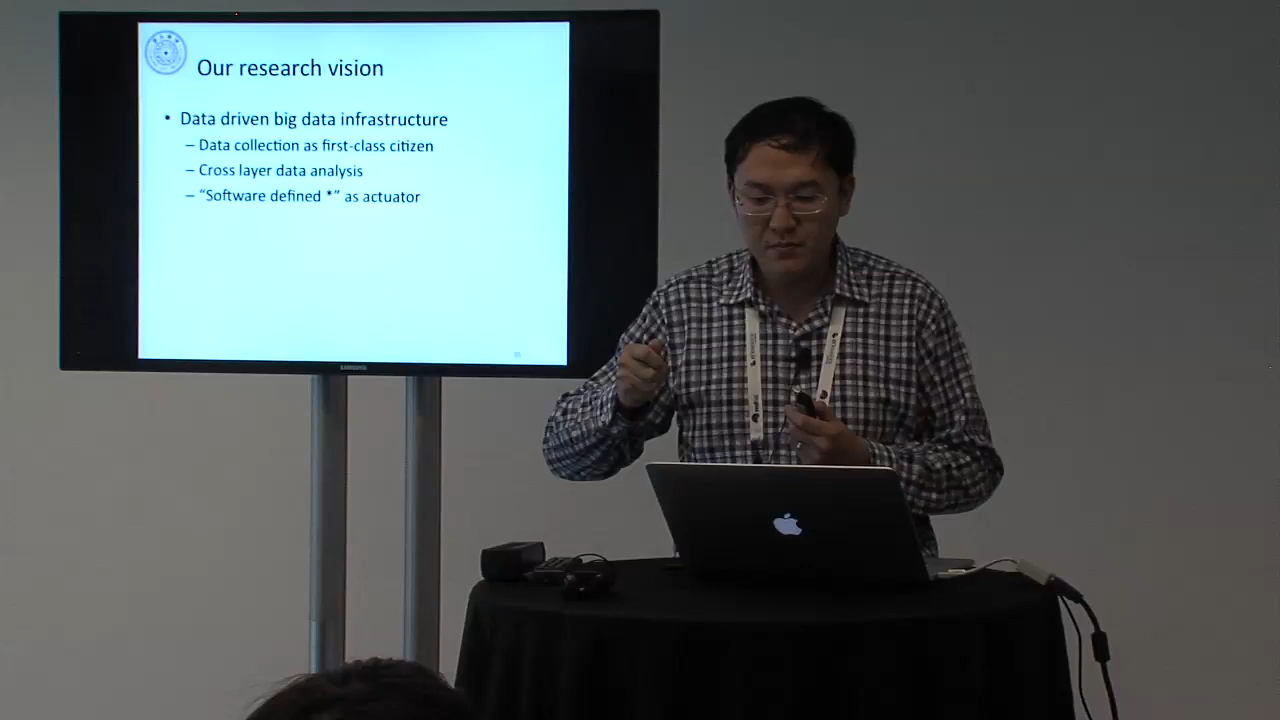 Our research vision
• Data driven big data infrastructure
– Data collection as first-class citizen
– Cross layer data analysis
– “Software defined *” as actuator
SAMSUNG